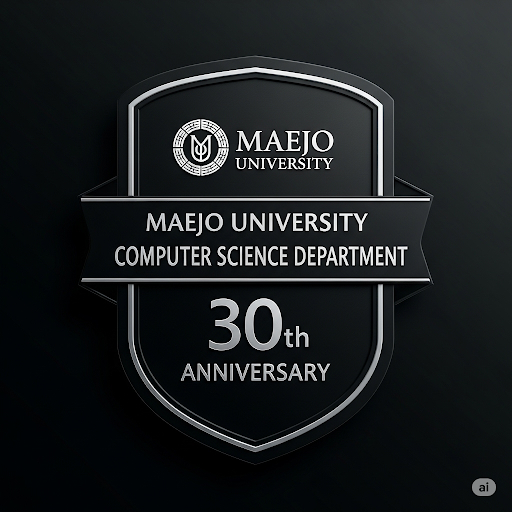 MAEJO
UNIVERSITY
MAEJO UNIVERSITY
COMPUTER SCIENCE DEPARTMENT
30th
ANNIVERSARY
ai